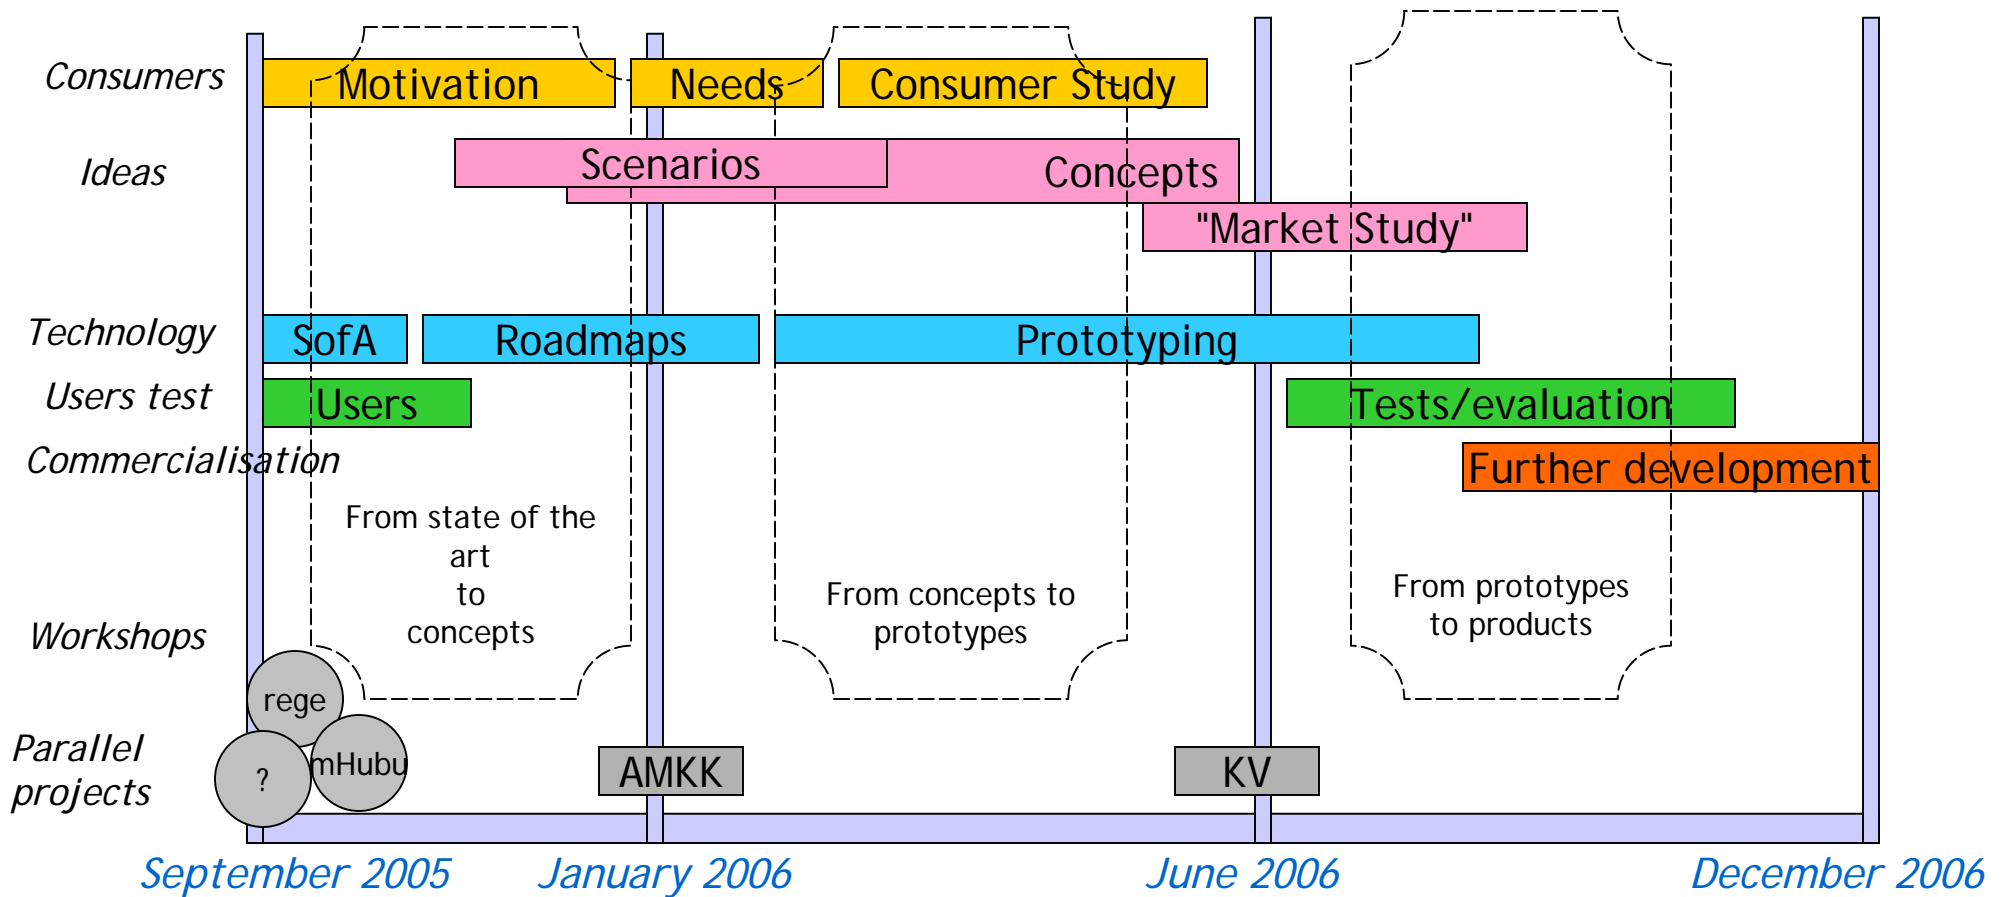 Consumers
Motivation
Needs
Consumer Study
Ideas
Scenarios
Concepts
"Market Study"
Technology
SofA
Roadmaps
Prototyping
Users test
Users
Tests/evaluation
Commercialisation
Further development
From state of the
art
to
concepts
From concepts to
prototypes
From prototypes
to products
Workshops
rege
mHubu
?
Parallel
projects
AMKK
KV
September 2005
January 2006
June 2006
December 2006